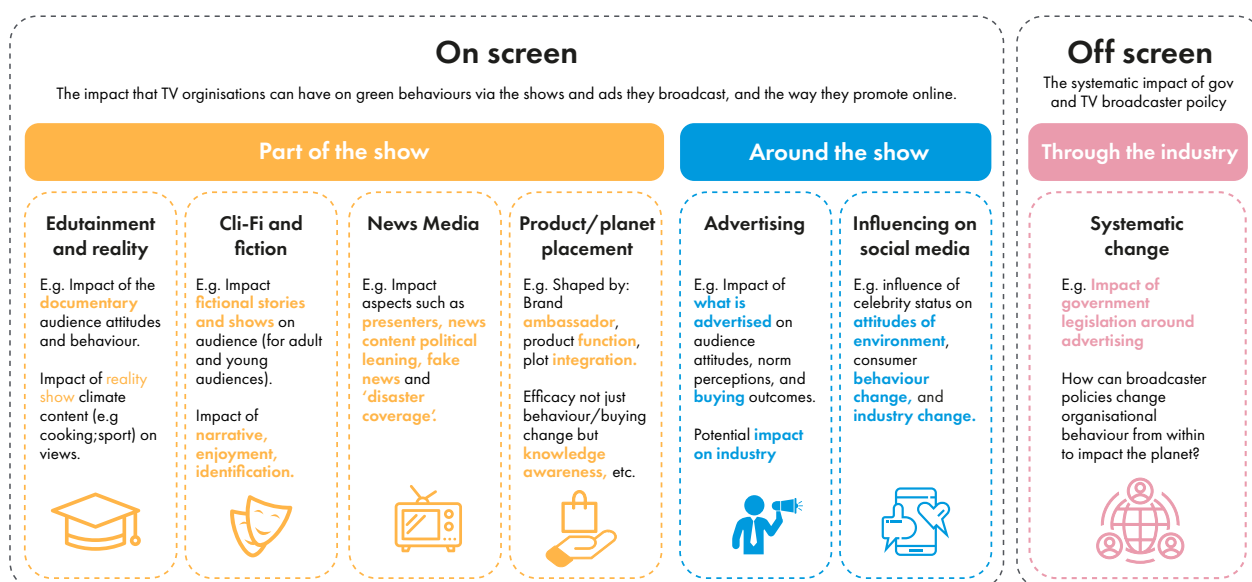 On screen
The impact that TV orginisations can have on green behaviours via the shows and ads they broadcast, and the way they promote online.
Part of the show
Edutainment
and reality
E.g. Impact of the
documentary
audience attitudes
and behaviour.
Impact of reality
show climate
content (e.g
cooking;sport) on
views.
Cli-Fi and
fiction
E.g. Impact
fictional stories
and shows on
audience (for adult
and young
audiences).
Impact of
narrative,
enjoyment,
identification.
News Media
E.g. Impact
aspects such as
presenters, news
content political
leaning, fake
news and
‘disaster
coverage’.
Product/planet
placement
E.g. Shaped by:
Brand
ambassador,
product function,
plot integration.
Efficacy not just
behaviour/buying
change but
knowledge
awareness, etc.
Around the show
Advertising
E.g. Impact of
what is
advertised on
audience
attitudes, norm
perceptions, and
buying outcomes.
Potential impact
on industry
Influencing on
social media
E.g. influence of
celebrity status on
attitudes of
environment,
consumer
behaviour
change, and
industry change.
Off screen
The systematic impact of gov
and TV broadcaster poilcy
Through the industry
Systematic
change
E.g. Impact of
government
legislation around
advertising
How can broadcaster
policies change
organisational
behaviour from within
to impact the planet?